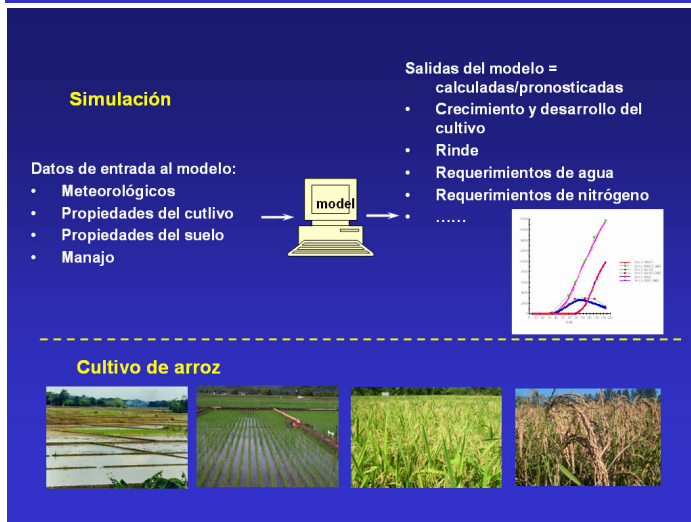 Simulación
Datos de entrada al modelo:
• Meteorológicos
• Propiedades del cutlivo
• Propiedades del suelo
• Manajo
model
Salidas del modelo =
calculadas/pronosticadas
• Crecimiento y desarrollo del
cultivo
• Rinde
• Requerimientos de agua
• Requerimientos de nitrógeno
• ……
Cultivo de arroz